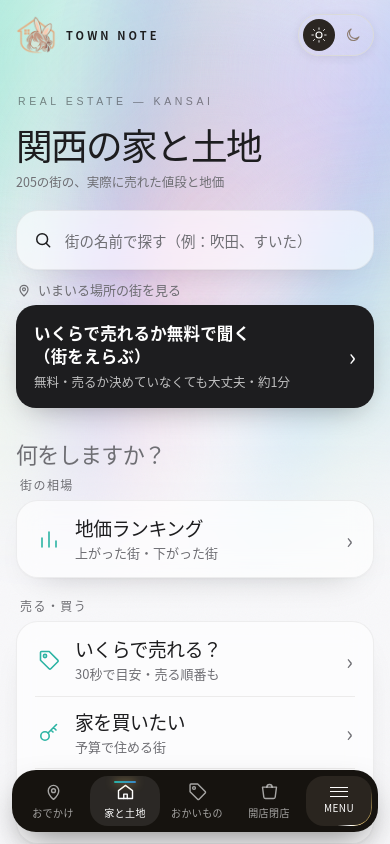 TOWN NOTE
REAL ESTATE — KANSAI
関西の家と土地
205の街の、実際に売れた値段と地価
街の名前で探す（例：吹田、すいた）
いまいる場所の街を見る
いくらで売れるか無料で聞く
（街をえらぶ）
無料・売るか決めていなくても大丈夫・約1分
何をしますか？
街の相場
地価ランキング
上がった街・下がった街
売る・買う
いくらで売れる？
30秒で目安・売る順番も
家を買いたい
予算で住める街
おでかけ
家と土地
おかいもの
開店閉店
MENU